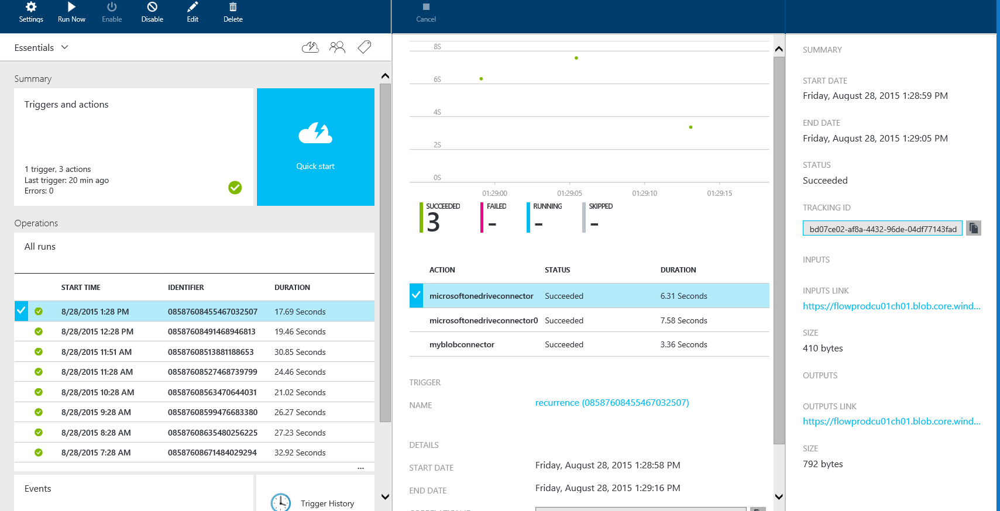 Settings
Run Now
Enable
Disable
Edit
Delete
Essentials
Summary
Triggers and actions
1 trigger, 3 actions
Last trigger: 20 min ago
Errors: 0
Quick start
Operations
All runs
START TIME IDENTIFIER DURATION
8/28/2015 1:28 PM 08587608455467032507 17.69 Seconds
8/28/2015 12:28 PM 08587608491468946813 19.46 Seconds
8/28/2015 11:51 AM 08587608513881188653 30.85 Seconds
8/28/2015 11:28 AM 08587608527468739799 24.46 Seconds
8/28/2015 10:28 AM 08587608563470644031 21.02 Seconds
8/28/2015 9:28 AM 08587608599476683380 26.27 Seconds
8/28/2015 8:28 AM 08587608635480256225 27.23 Seconds
8/28/2015 7:28 AM 08587608671484029294 32.92 Seconds
...
Events
Trigger History
Cancel
8S
6S
4S
2S
0S
01:29:00 01:29:05 01:29:10 01:29:15
SUCCEEDED FAILED RUNNING SKIPPED
3 - - -
ACTION STATUS DURATION
microsoftonedriveconnector Succeeded 6.31 Seconds
microsoftonedriveconnector0 Succeeded 7.58 Seconds
myblobconnector Succeeded 3.36 Seconds
TRIGGER
NAME recurrence (08587608455467032507)
DETAILS
START DATE Friday, August 28, 2015 1:28:58 PM
END DATE Friday, August 28, 2015 1:29:16 PM
SUMMARY
START DATE
Friday, August 28, 2015 1:28:59 PM
END DATE
Friday, August 28, 2015 1:29:05 PM
STATUS
Succeeded
TRACKING ID
bd07ce02-af8a-4432-96de-04df77143fad
INPUTS
INPUTS LINK
https://flowprodcu01ch01.blob.core.wind...
SIZE
410 bytes
OUTPUTS
OUTPUTS LINK
https://flowprodcu01ch01.blob.core.wind...
SIZE
792 bytes